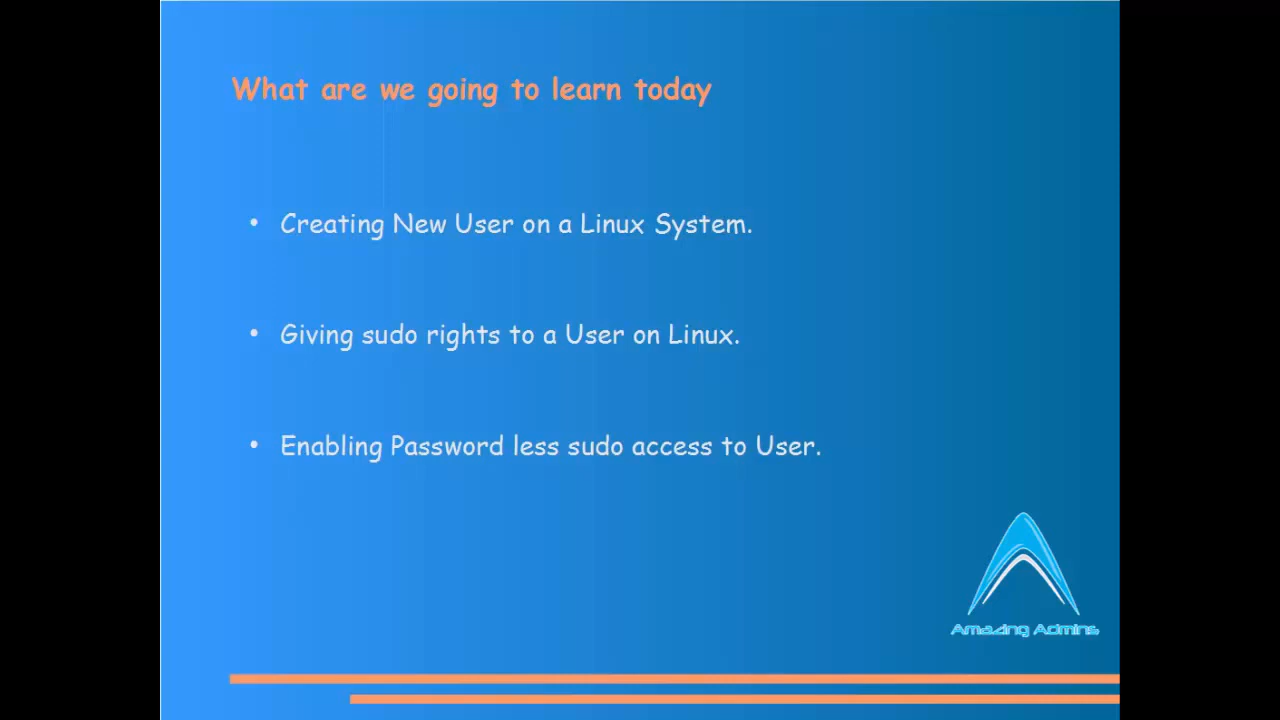 What are we going to learn today
• Creating New User on a Linux System.
• Giving sudo rights to a User on Linux.
• Enabling Password less sudo access to User.
Amazing Admins